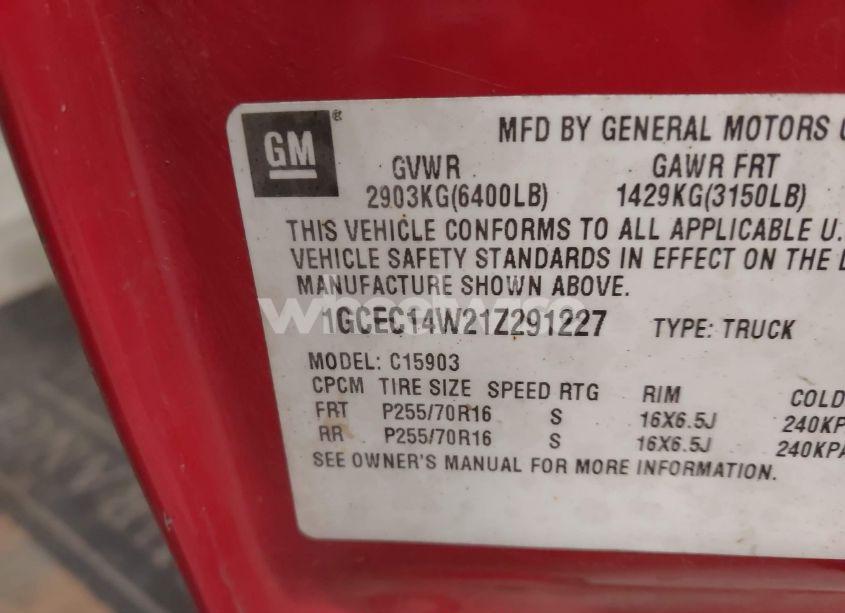 GM®
MFD BY GENERAL MOTORS
GVWR GAWR FRT
2903KG(6400LB) 1429KG(3150LB)
THIS VEHICLE CONFORMS TO ALL APPLICABLE U.
VEHICLE SAFETY STANDARDS IN EFFECT ON THE
MANUFACTURE SHOWN ABOVE.
1GCEC14W21Z291227 TYPE: TRUCK
MODEL: C15903
CPCM TIRE SIZE SPEED RTG RIM COLD
FRT P255/70R16 S 16X6.5J 240KP
RR P255/70R16 S 16X6.5J 240KPA
SEE OWNER'S MANUAL FOR MORE INFORMATION.